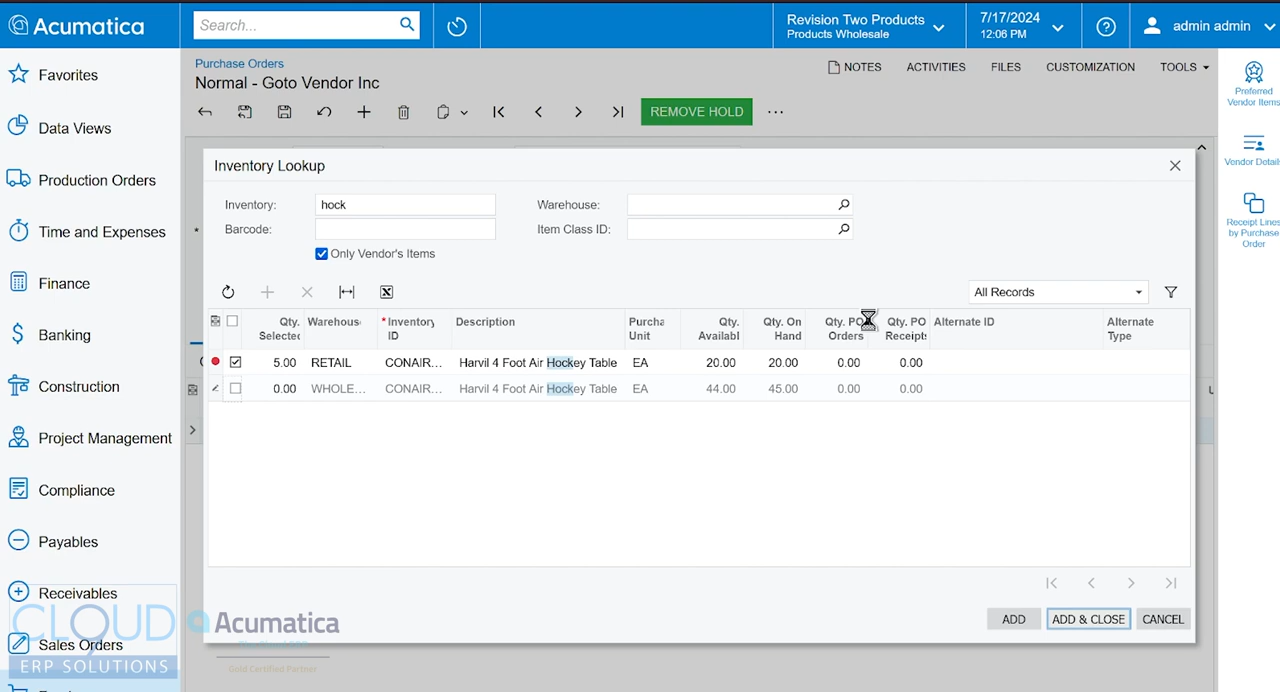 Acumatica
Search...
Revision Two Products
Products Wholesale
7/17/2024
12:06 PM
admin admin
Favorites
Data Views
Production Orders
Time and Expenses
Finance
Banking
Construction
Project Management
Compliance
Payables
Receivables
Sales Orders
CLOUD
ERP SOLUTIONS
Purchase Orders
Normal - Goto Vendor Inc
NOTES
ACTIVITIES
FILES
CUSTOMIZATION
TOOLS
REMOVE HOLD
Inventory Lookup
Inventory: hock
Warehouse:
Barcode:
Item Class ID:
Only Vendor's Items
All Records
Qty. Selectec
Warehous
* Inventory ID
Description
Purcha Unit
Qty. Availabl
Qty. On Hand
Qty. PO Orders
Qty. PO Receipts
Alternate ID
Alternate Type
5.00 RETAIL CONAIR... Harvil 4 Foot Air Hockey Table EA 20.00 20.00 0.00 0.00
0.00 WHOLE... CONAIR... Harvil 4 Foot Air Hockey Table EA 44.00 45.00 0.00 0.00
ADD
ADD & CLOSE
CANCEL
Acumatica
Gold Certified Partner
Preferred
Vendor Items
Vendor Details
Receipt Lines
by Purchase
Order